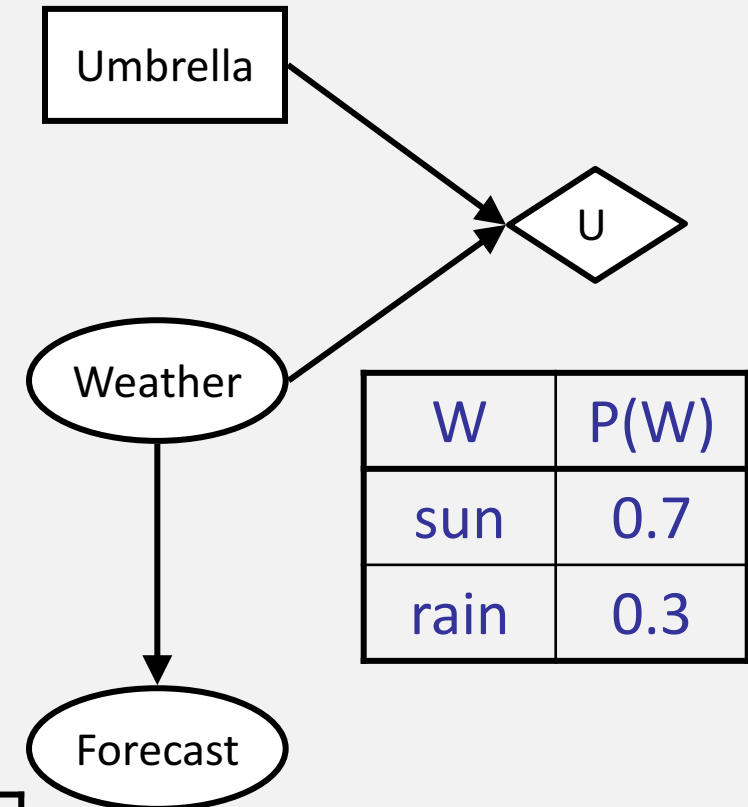 Umbrella
U
Weather
W P(W)
sun 0.7
rain 0.3
Forecast